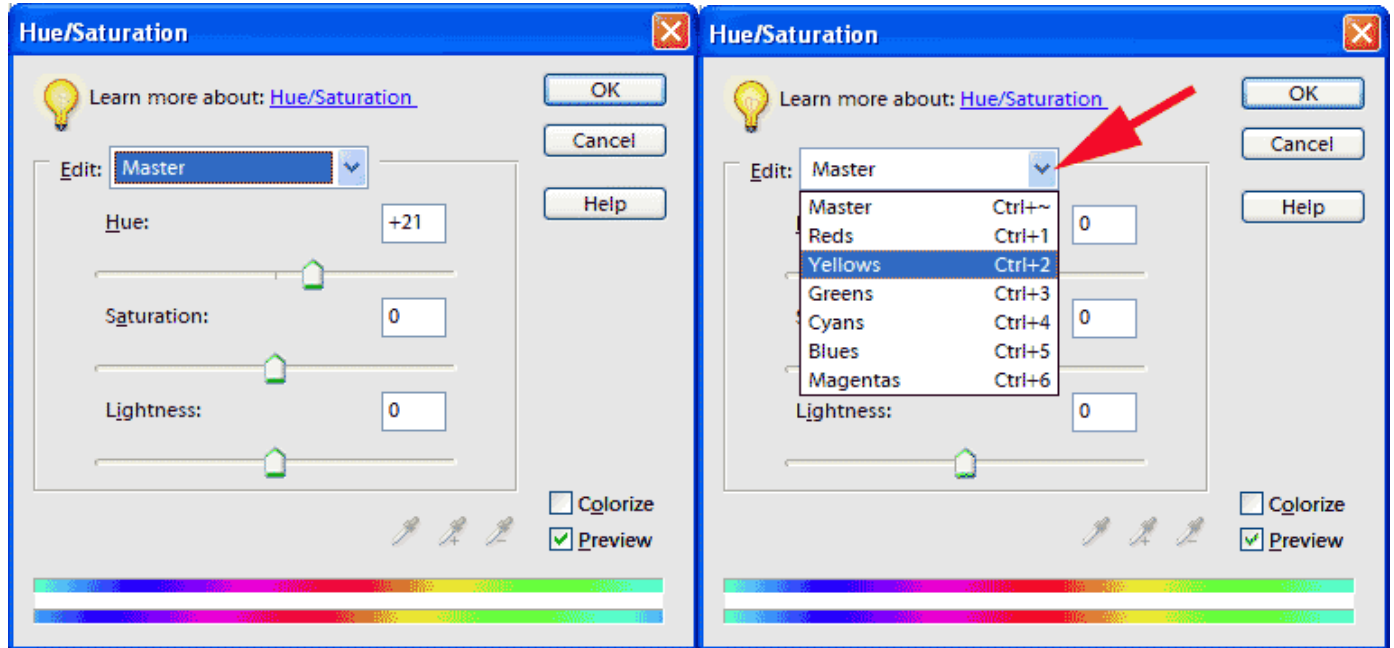 Hue/Saturation
Learn more about: Hue/Saturation
OK
Cancel
Help
Edit: Master
Hue: +21
Saturation: 0
Lightness: 0
Colorize
Preview
Hue/Saturation
Learn more about: Hue/Saturation
OK
Cancel
Help
Edit: Master
Master Ctrl+~
Reds Ctrl+1
Yellows Ctrl+2
Greens Ctrl+3
Cyans Ctrl+4
Blues Ctrl+5
Magentas Ctrl+6
0
0
Lightness: 0
Colorize
Preview